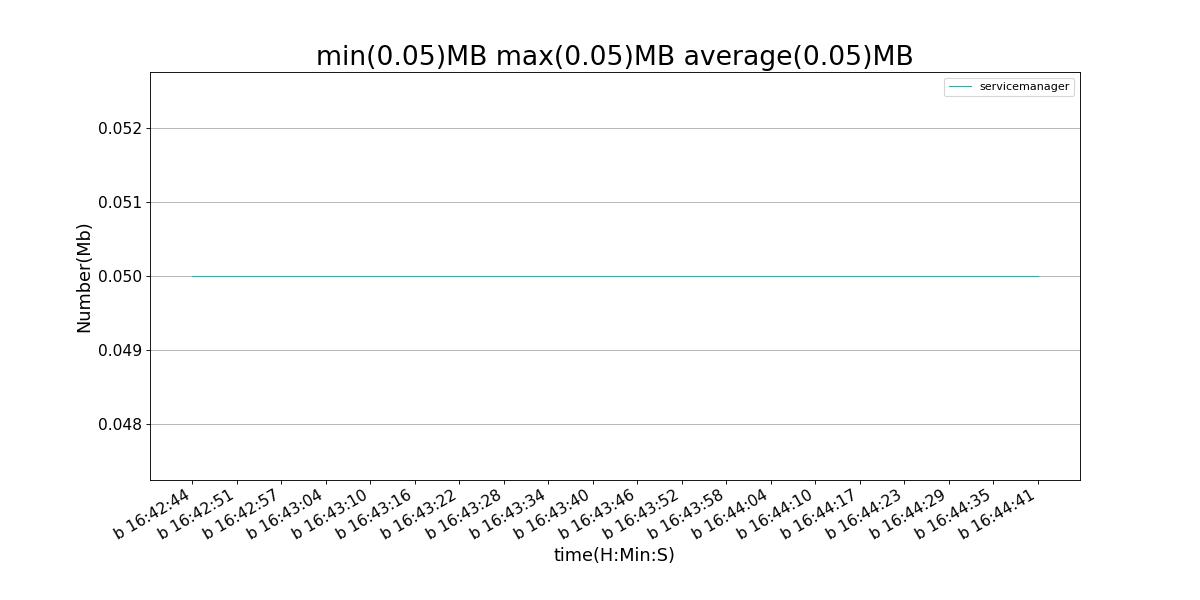 min(0.05)MB max(0.05)MB average(0.05)MB
servicemanager
0.052
0.051
0.050
0.049
0.048
Number(Mb)
b 16:42:44
b 16:42:51
b 16:42:57
b 16:43:04
b 16:43:10
b 16:43:16
b 16:43:22
b 16:43:28
b 16:43:34
b 16:43:40
b 16:43:46
b 16:43:52
b 16:43:58
b 16:44:04
b 16:44:10
b 16:44:17
b 16:44:23
b 16:44:29
b 16:44:35
b 16:44:41
time(H:Min:S)